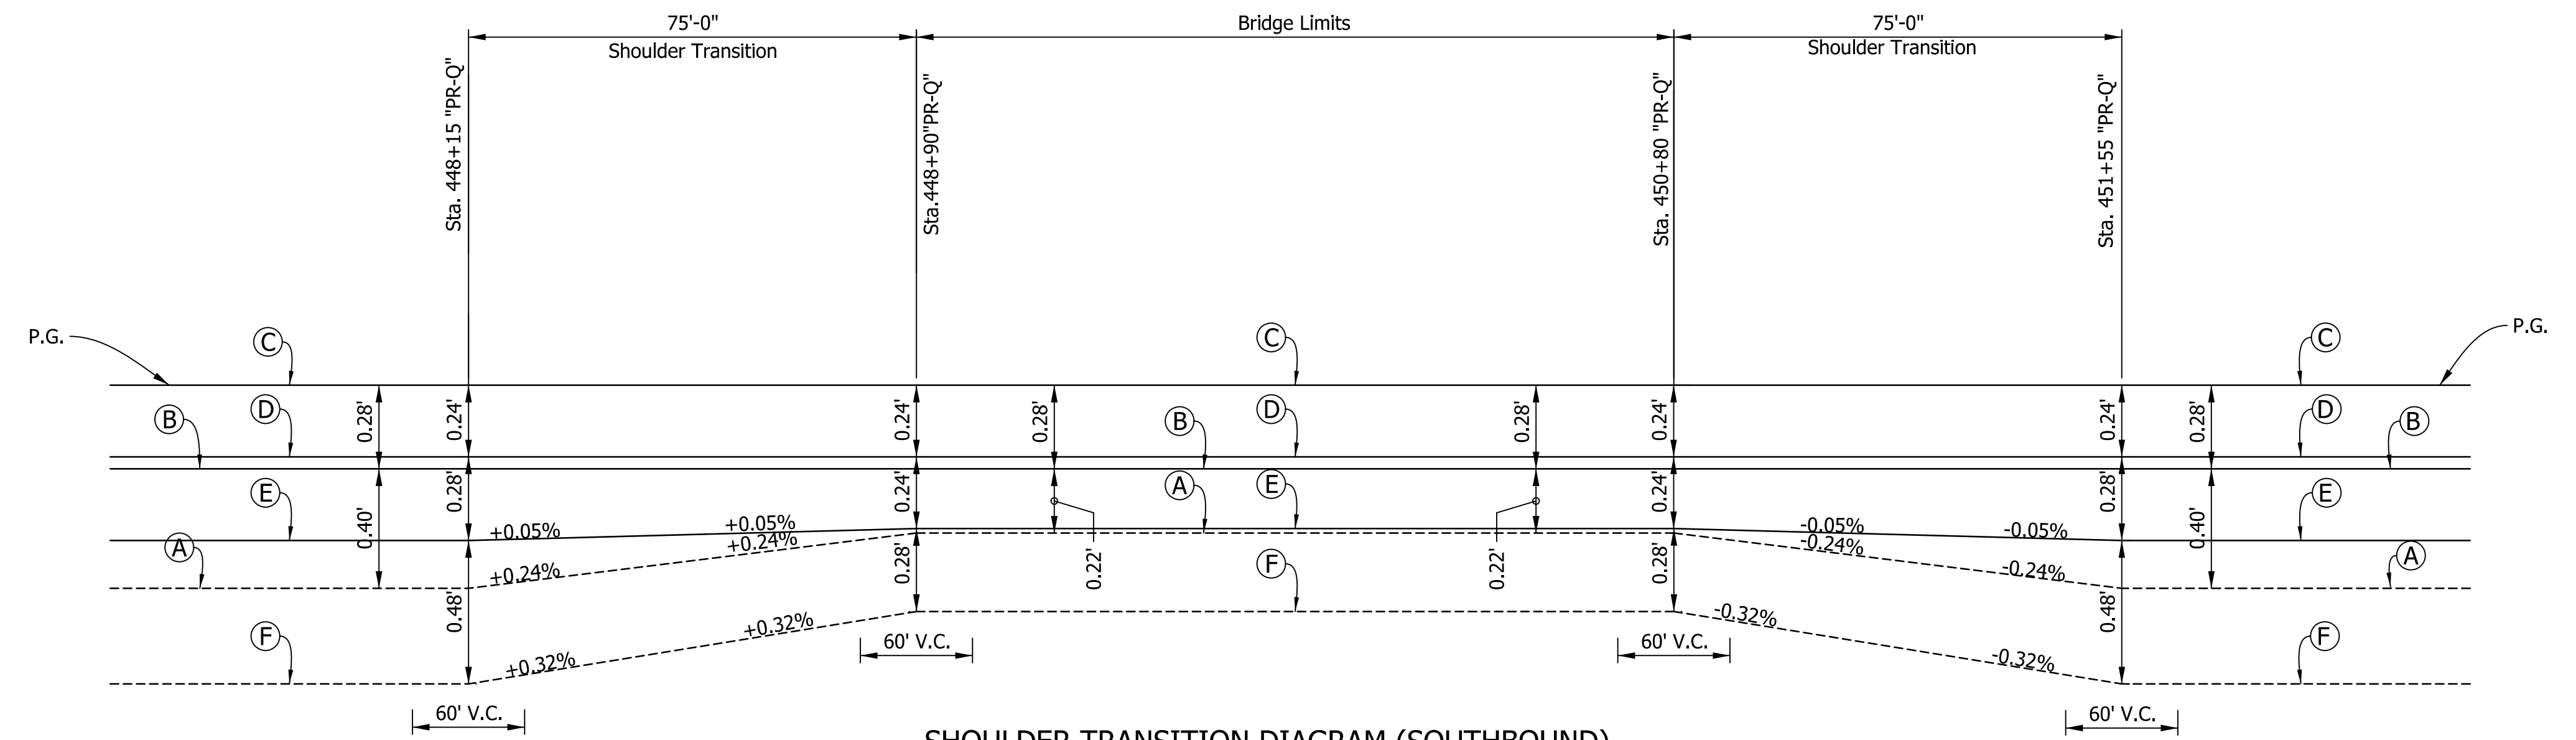 75'-0"
Bridge Limits
75'-0"
Shoulder Transition
Shoulder Transition
Sta. 448+15 "PR-Q"
Sta.448+90"PR-Q"
Sta. 450+80 "PR-Q"
Sta. 451+55 "PR-Q"
P.G.
P.G.
C
C
C
B
D
0.28'
0.24'
0.24'
0.28'
B
D
0.28'
0.24'
0.24'
0.28'
D
B
E
A
0.40'
0.28'
0.24'
A
E
0.24'
0.28'
0.40'
E
A
+0.05%
+0.05%
-0.05%
-0.05%
+0.24%
+0.24%
-0.24%
-0.24%
0.28'
0.22'
0.22'
0.28'
F
F
F
0.48'
0.48'
+0.32%
+0.32%
-0.32%
-0.32%
60' V.C.
60' V.C.
60' V.C.
60' V.C.
SHOULDER TRANSITION DIAGRAM (SOUTHBOUND)